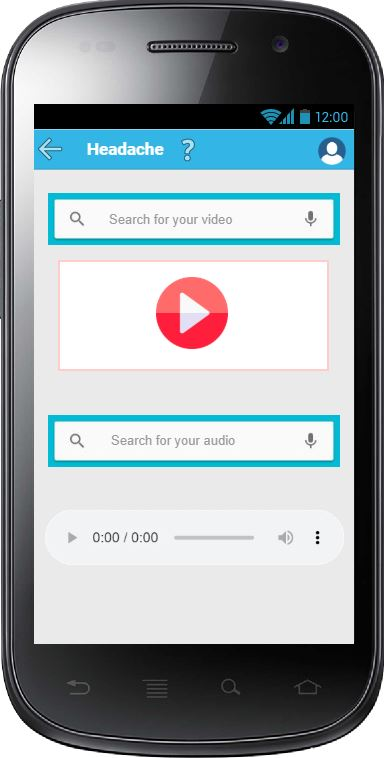 12:00
Headache ?
Search for your video
Search for your audio
0:00 / 0:00